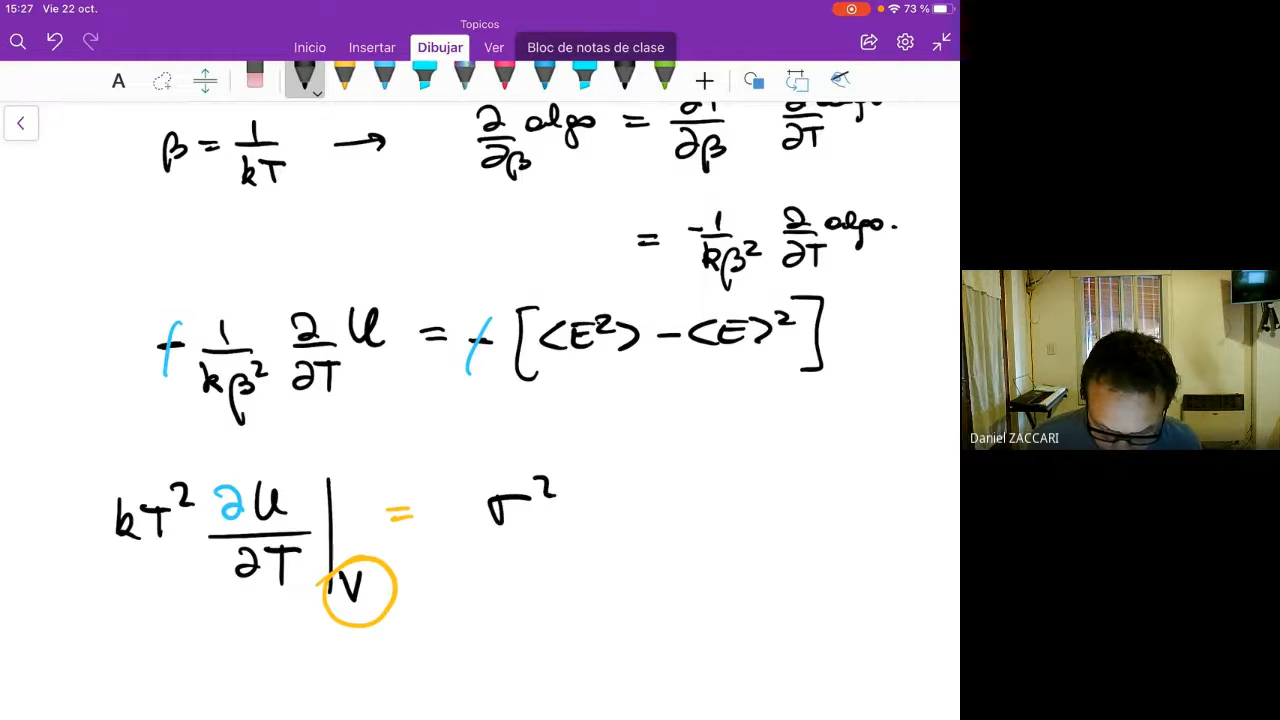 15:27 Vie 22 oct. 73 %
Topicos
Inicio Insertar Dibujar Ver Bloc de notas de clase
A
β = 1/kT → ∂/∂β algo = ∂T/∂β ∂/∂T algo
= -1/kβ² ∂/∂T algo.
- 1/kβ² ∂/∂T U = - [<E²> - <E>²]
kT² ∂U/∂T |V = σ²
Daniel ZACCARI